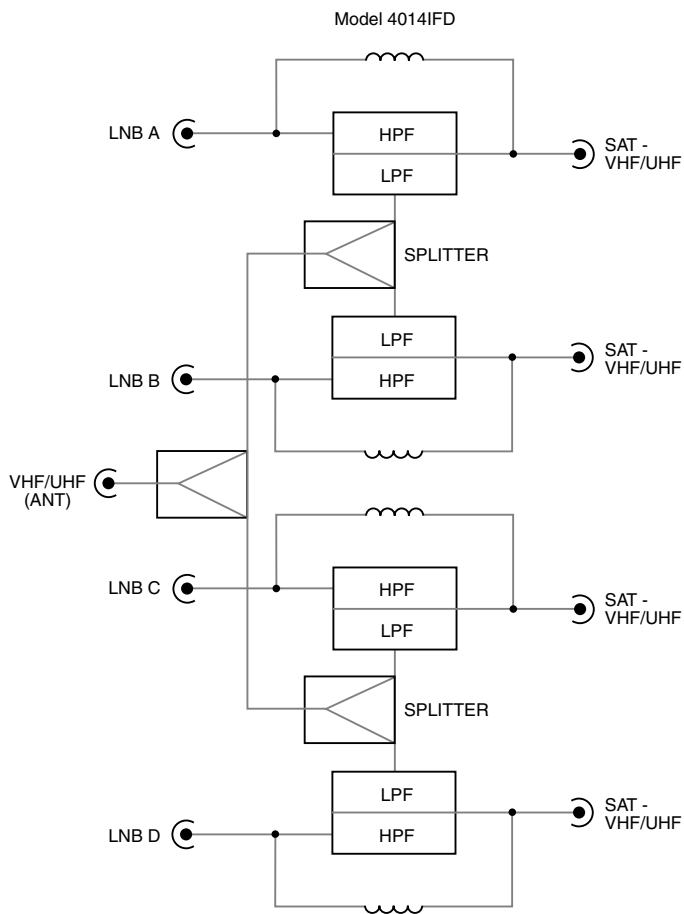 Model 4014IFD
LNB A
HPF
LPF
SAT -
VHF/UHF
SPLITTER
LPF
HPF
SAT -
VHF/UHF
LNB B
VHF/UHF
(ANT)
LNB C
HPF
LPF
SAT -
VHF/UHF
SPLITTER
LPF
HPF
SAT -
VHF/UHF
LNB D